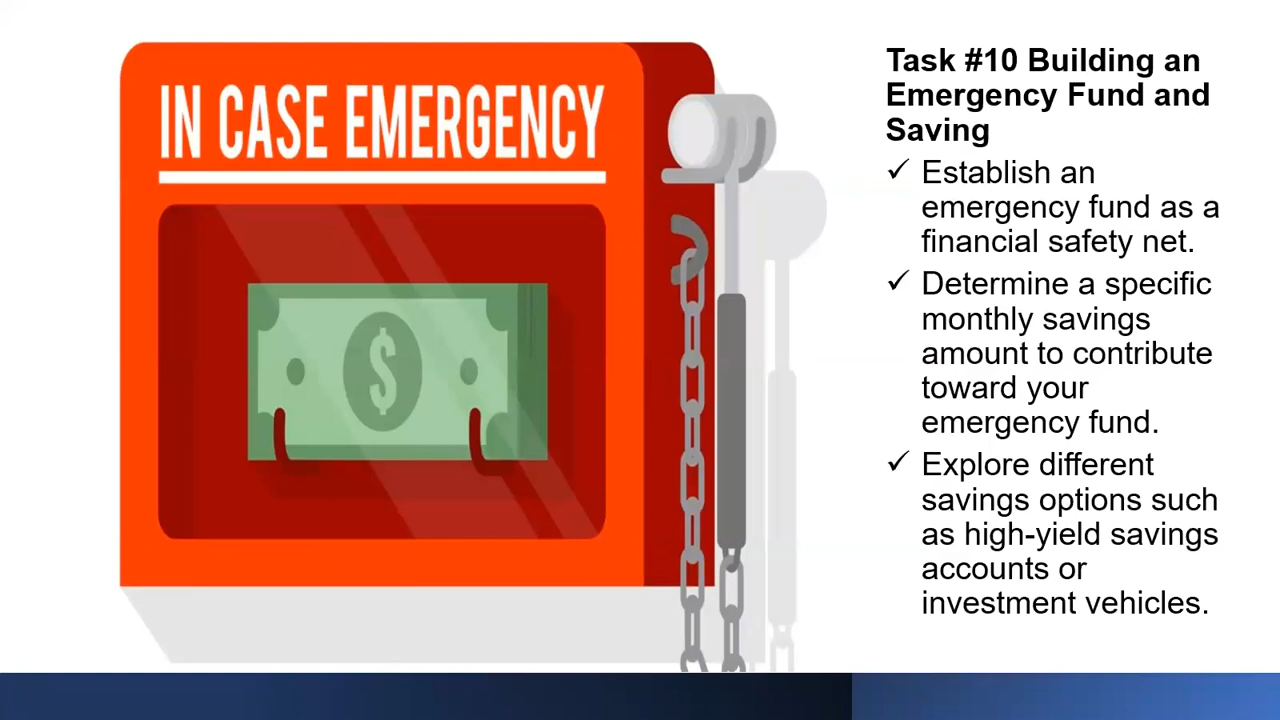 IN CASE EMERGENCY
$
Task #10 Building an
Emergency Fund and
Saving
✓ Establish an
emergency fund as a
financial safety net.
✓ Determine a specific
monthly savings
amount to contribute
toward your
emergency fund.
✓ Explore different
savings options such
as high-yield savings
accounts or
investment vehicles.